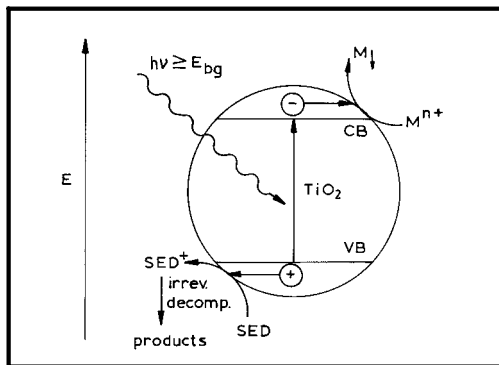 hν ≥ E_bg
M↓
−
M^n+
CB
E
TiO₂
VB
SED⁺
+
irrev.
decomp.
SED
products